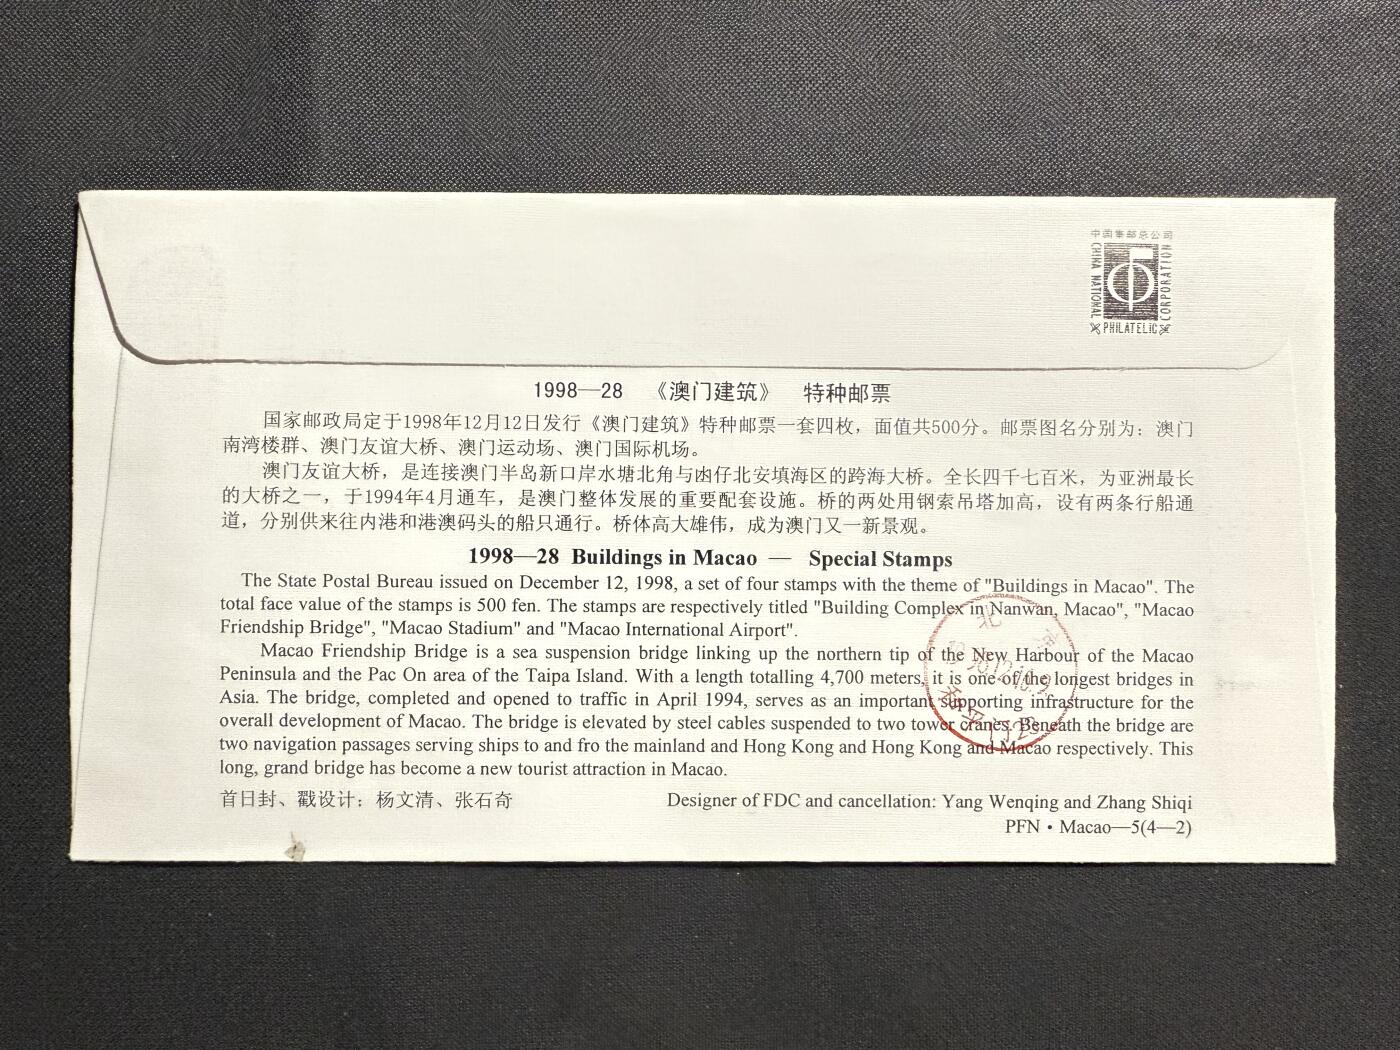 中国集邮总公司
CHINA NATIONAL
PHILATELIC
CORPORATION
1998—28 《澳门建筑》 特种邮票
国家邮政局定于1998年12月12日发行《澳门建筑》特种邮票一套四枚，面值共500分。邮票图名分别为：澳门
南湾楼群、澳门友谊大桥、澳门运动场、澳门国际机场。
澳门友谊大桥，是连接澳门半岛新口岸水塘北角与凼仔北安填海区的跨海大桥。全长四千七百米，为亚洲最长
的大桥之一，于1994年4月通车，是澳门整体发展的重要配套设施。桥的两处用钢索吊塔加高，设有两条行船通
道，分别供来往内港和港澳码头的船只通行。桥体高大雄伟，成为澳门又一新景观。
1998—28 Buildings in Macao — Special Stamps
The State Postal Bureau issued on December 12, 1998, a set of four stamps with the theme of "Buildings in Macao". The
total face value of the stamps is 500 fen. The stamps are respectively titled "Building Complex in Nanwan, Macao", "Macao
Friendship Bridge", "Macao Stadium" and "Macao International Airport".
Macao Friendship Bridge is a sea suspension bridge linking up the northern tip of the New Harbour of the Macao
Peninsula and the Pac On area of the Taipa Island. With a length totalling 4,700 meters, it is one of the longest bridges in
Asia. The bridge, completed and opened to traffic in April 1994, serves as an important supporting infrastructure for the
overall development of Macao. The bridge is elevated by steel cables suspended to two tower cranes. Beneath the bridge are
two navigation passages serving ships to and fro the mainland and Hong Kong and Hong Kong and Macao respectively. This
long, grand bridge has become a new tourist attraction in Macao.
首日封、戳设计：杨文清、张石奇 Designer of FDC and cancellation: Yang Wenqing and Zhang Shiqi
PFN·Macao—5(4—2)
北 京